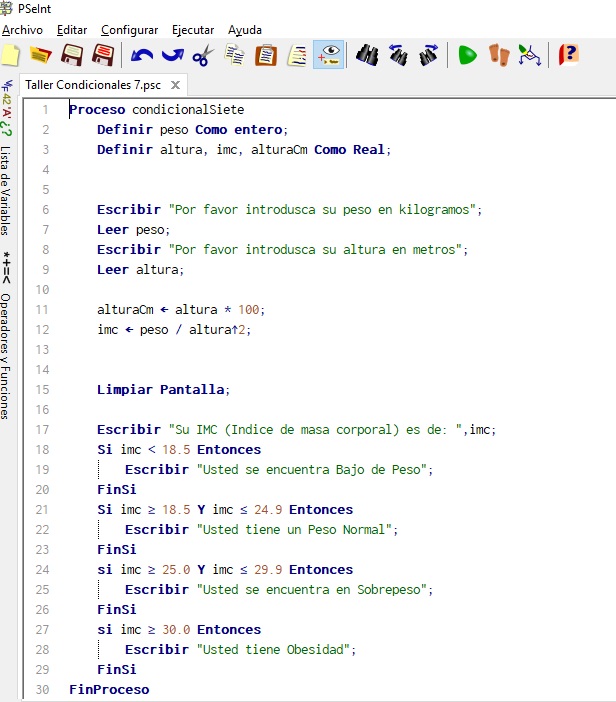 PSeInt
Archivo Editar Configurar Ejecutar Ayuda
Taller Condicionales 7.psc
Lista de Variables
Operadores y Funciones
1 Proceso condicionalSiete
2 Definir peso Como entero;
3 Definir altura, imc, alturaCm Como Real;
4
5
6 Escribir "Por favor introdusca su peso en kilogramos";
7 Leer peso;
8 Escribir "Por favor introdusca su altura en metros";
9 Leer altura;
10
11 alturaCm ← altura * 100;
12 imc ← peso / altura↑2;
13
14
15 Limpiar Pantalla;
16
17 Escribir "Su IMC (Indice de masa corporal) es de: ",imc;
18 Si imc < 18.5 Entonces
19 Escribir "Usted se encuentra Bajo de Peso";
20 FinSi
21 Si imc ≥ 18.5 Y imc ≤ 24.9 Entonces
22 Escribir "Usted tiene un Peso Normal";
23 FinSi
24 si imc ≥ 25.0 Y imc ≤ 29.9 Entonces
25 Escribir "Usted se encuentra en Sobrepeso";
26 FinSi
27 si imc ≥ 30.0 Entonces
28 Escribir "Usted tiene Obesidad";
29 FinSi
30 FinProceso